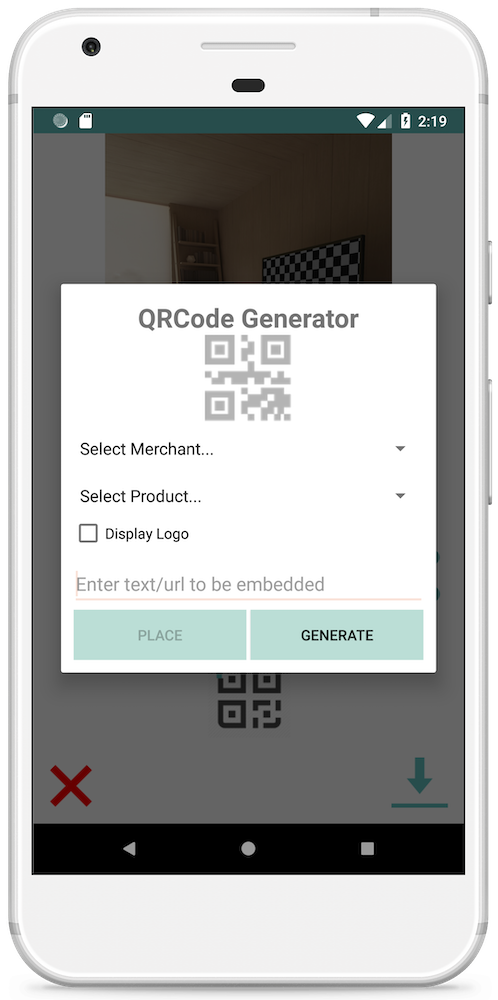 2:19
QRCode Generator
Select Merchant...
Select Product...
Display Logo
Enter text/url to be embedded
PLACE
GENERATE